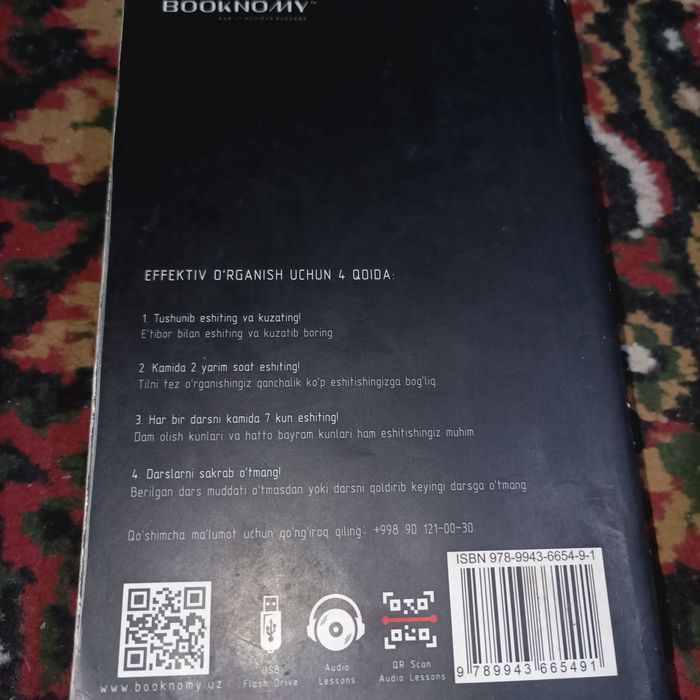 BOOKNOMY™
EFFEKTIV O'RGANISH UCHUN 4 QOIDA:
1. Tushunib eshiting va kuzating!
E'tibor bilan eshiting va kuzatib boring.
2. Kamida 2 yarim soat eshiting!
Tilni tez o'rganishingiz qanchalik ko'p eshitishingizga bog'liq.
3. Har bir darsni kamida 7 kun eshiting!
Dam olish kunlari va hatto bayram kunlari ham eshitishingiz muhim.
4. Darslarni sakrab o'tmang!
Berilgan dars muddati o'tmasdan yoki darsni qoldirib keyingi darsga o'tmang.
Qo'shimcha ma'lumot uchun qo'ng'iroq qiling: +998 90 121-00-30
ISBN 978-9943-6654-9-1
9 789943 665491
www.booknomy.uz
USB
Flash Drive
Audio
Lessons
QR Scan
Audio Lessons